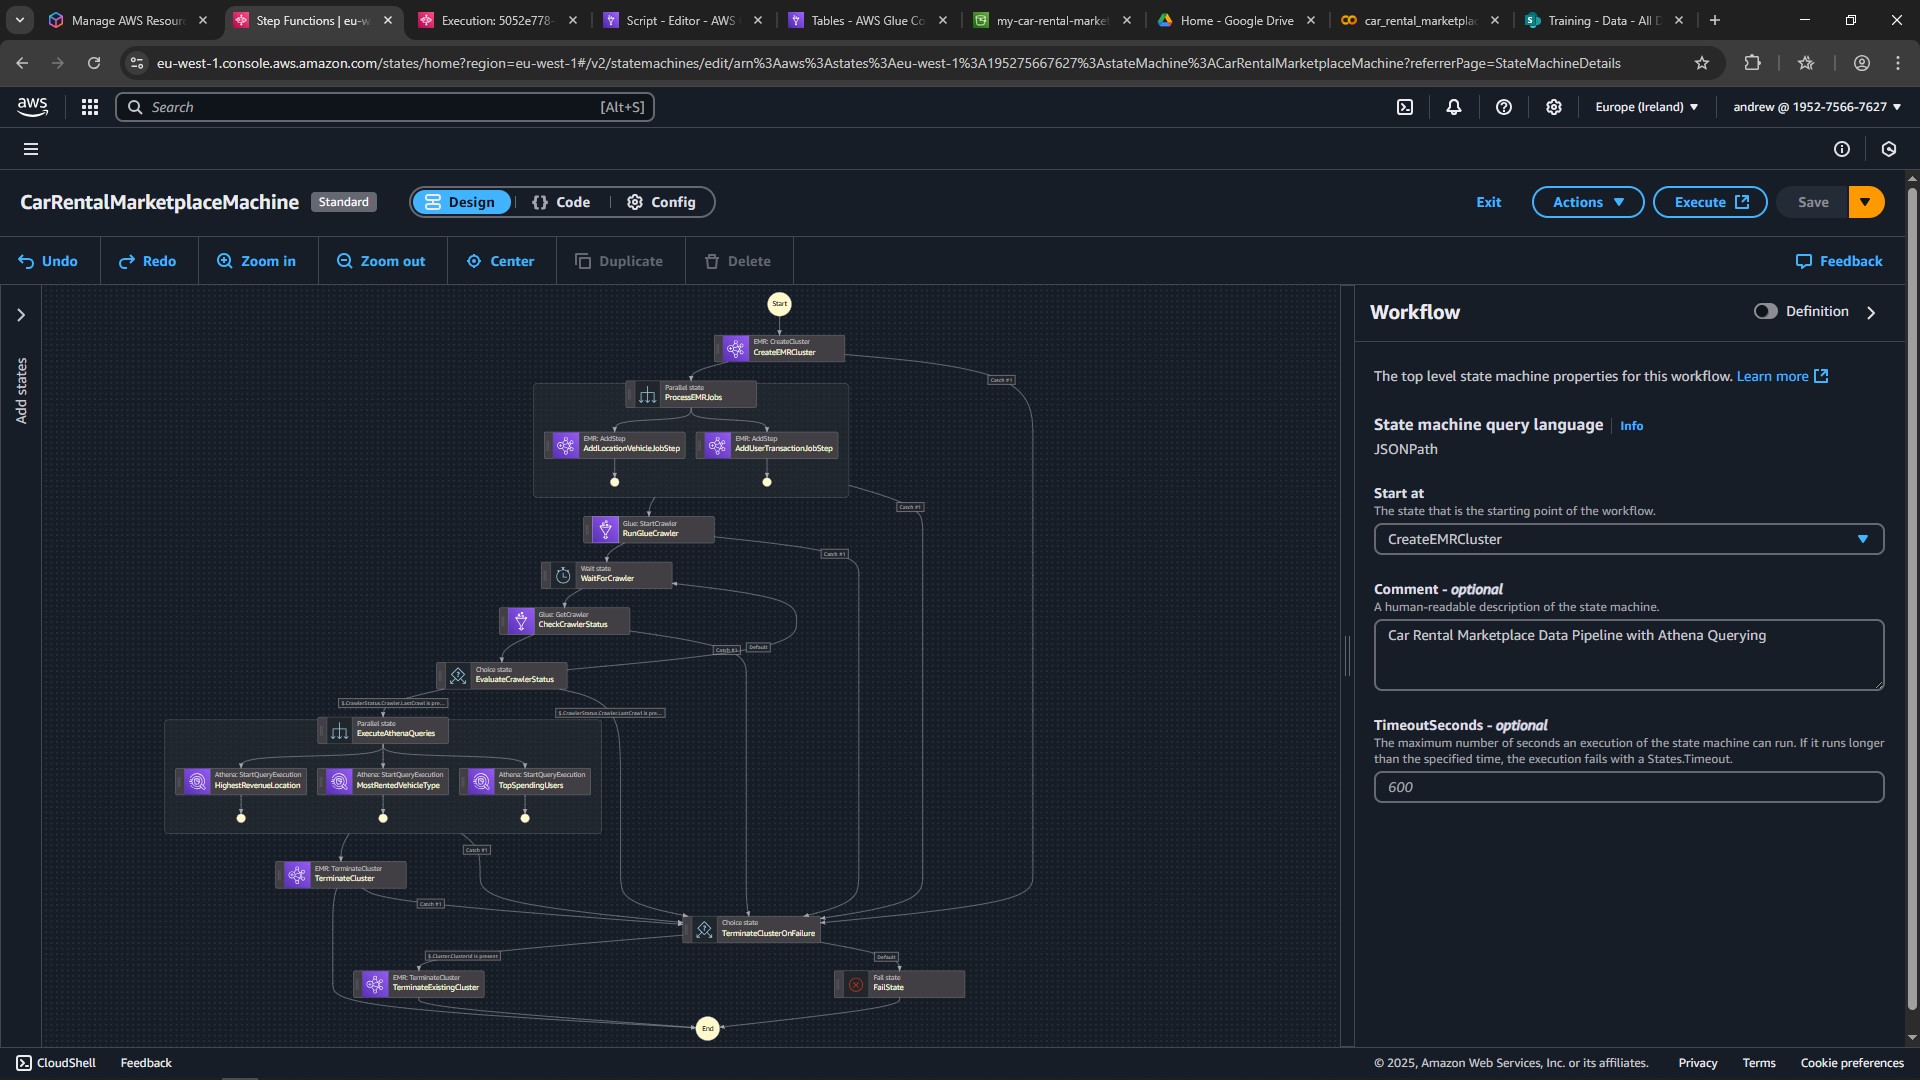 Manage AWS Resour
Step Functions | eu-w
Execution: 5052e778-
Script - Editor - AWS
Tables - AWS Glue Co
my-car-rental-market
Home - Google Drive
car_rental_marketpla
Training - Data - All D
eu-west-1.console.aws.amazon.com/states/home?region=eu-west-1#/v2/statemachines/edit/arn%3Aaws%3Astates%3Aeu-west-1%3A195275667627%3AstateMachine%3ACarRentalMarketplaceMachine?referrerPage=StateMachineDetails
aws
Search
[Alt+S]
Europe (Ireland)
andrew @ 1952-7566-7627
CarRentalMarketplaceMachine
Standard
Design
{} Code
Config
Exit
Actions
Execute
Save
Undo
Redo
Zoom in
Zoom out
Center
Duplicate
Delete
Feedback
Add states
Start
EMR: CreateCluster
CreateEMRCluster
Catch #1
Parallel state
ProcessEMRJobs
EMR: AddStep
AddLocationVehicleJobStep
EMR: AddStep
AddUserTransactionJobStep
Catch #1
Glue: StartCrawler
RunGlueCrawler
Catch #1
Wait state
WaitForCrawler
Glue: GetCrawler
CheckCrawlerStatus
Catch #1
Default
Choice state
EvaluateCrawlerStatus
$.CrawlerStatus.Crawler.LastCrawl is pre...
$.CrawlerStatus.Crawler.LastCrawl is pre...
Parallel state
ExecuteAthenaQueries
Athena: StartQueryExecution
HighestRevenueLocation
Athena: StartQueryExecution
MostRentedVehicleType
Athena: StartQueryExecution
TopSpendingUsers
Catch #1
EMR: TerminateCluster
TerminateCluster
Catch #1
Choice state
TerminateClusterOnFailure
$.Cluster.ClusterId is present
Default
EMR: TerminateCluster
TerminateExistingCluster
Fail state
FailState
End
Workflow
Definition
The top level state machine properties for this workflow. Learn more
State machine query language
Info
JSONPath
Start at
The state that is the starting point of the workflow.
CreateEMRCluster
Comment - optional
A human-readable description of the state machine.
Car Rental Marketplace Data Pipeline with Athena Querying
TimeoutSeconds - optional
The maximum number of seconds an execution of the state machine can run. If it runs longer
than the specified time, the execution fails with a States.Timeout.
600
CloudShell
Feedback
© 2025, Amazon Web Services, Inc. or its affiliates.
Privacy
Terms
Cookie preferences